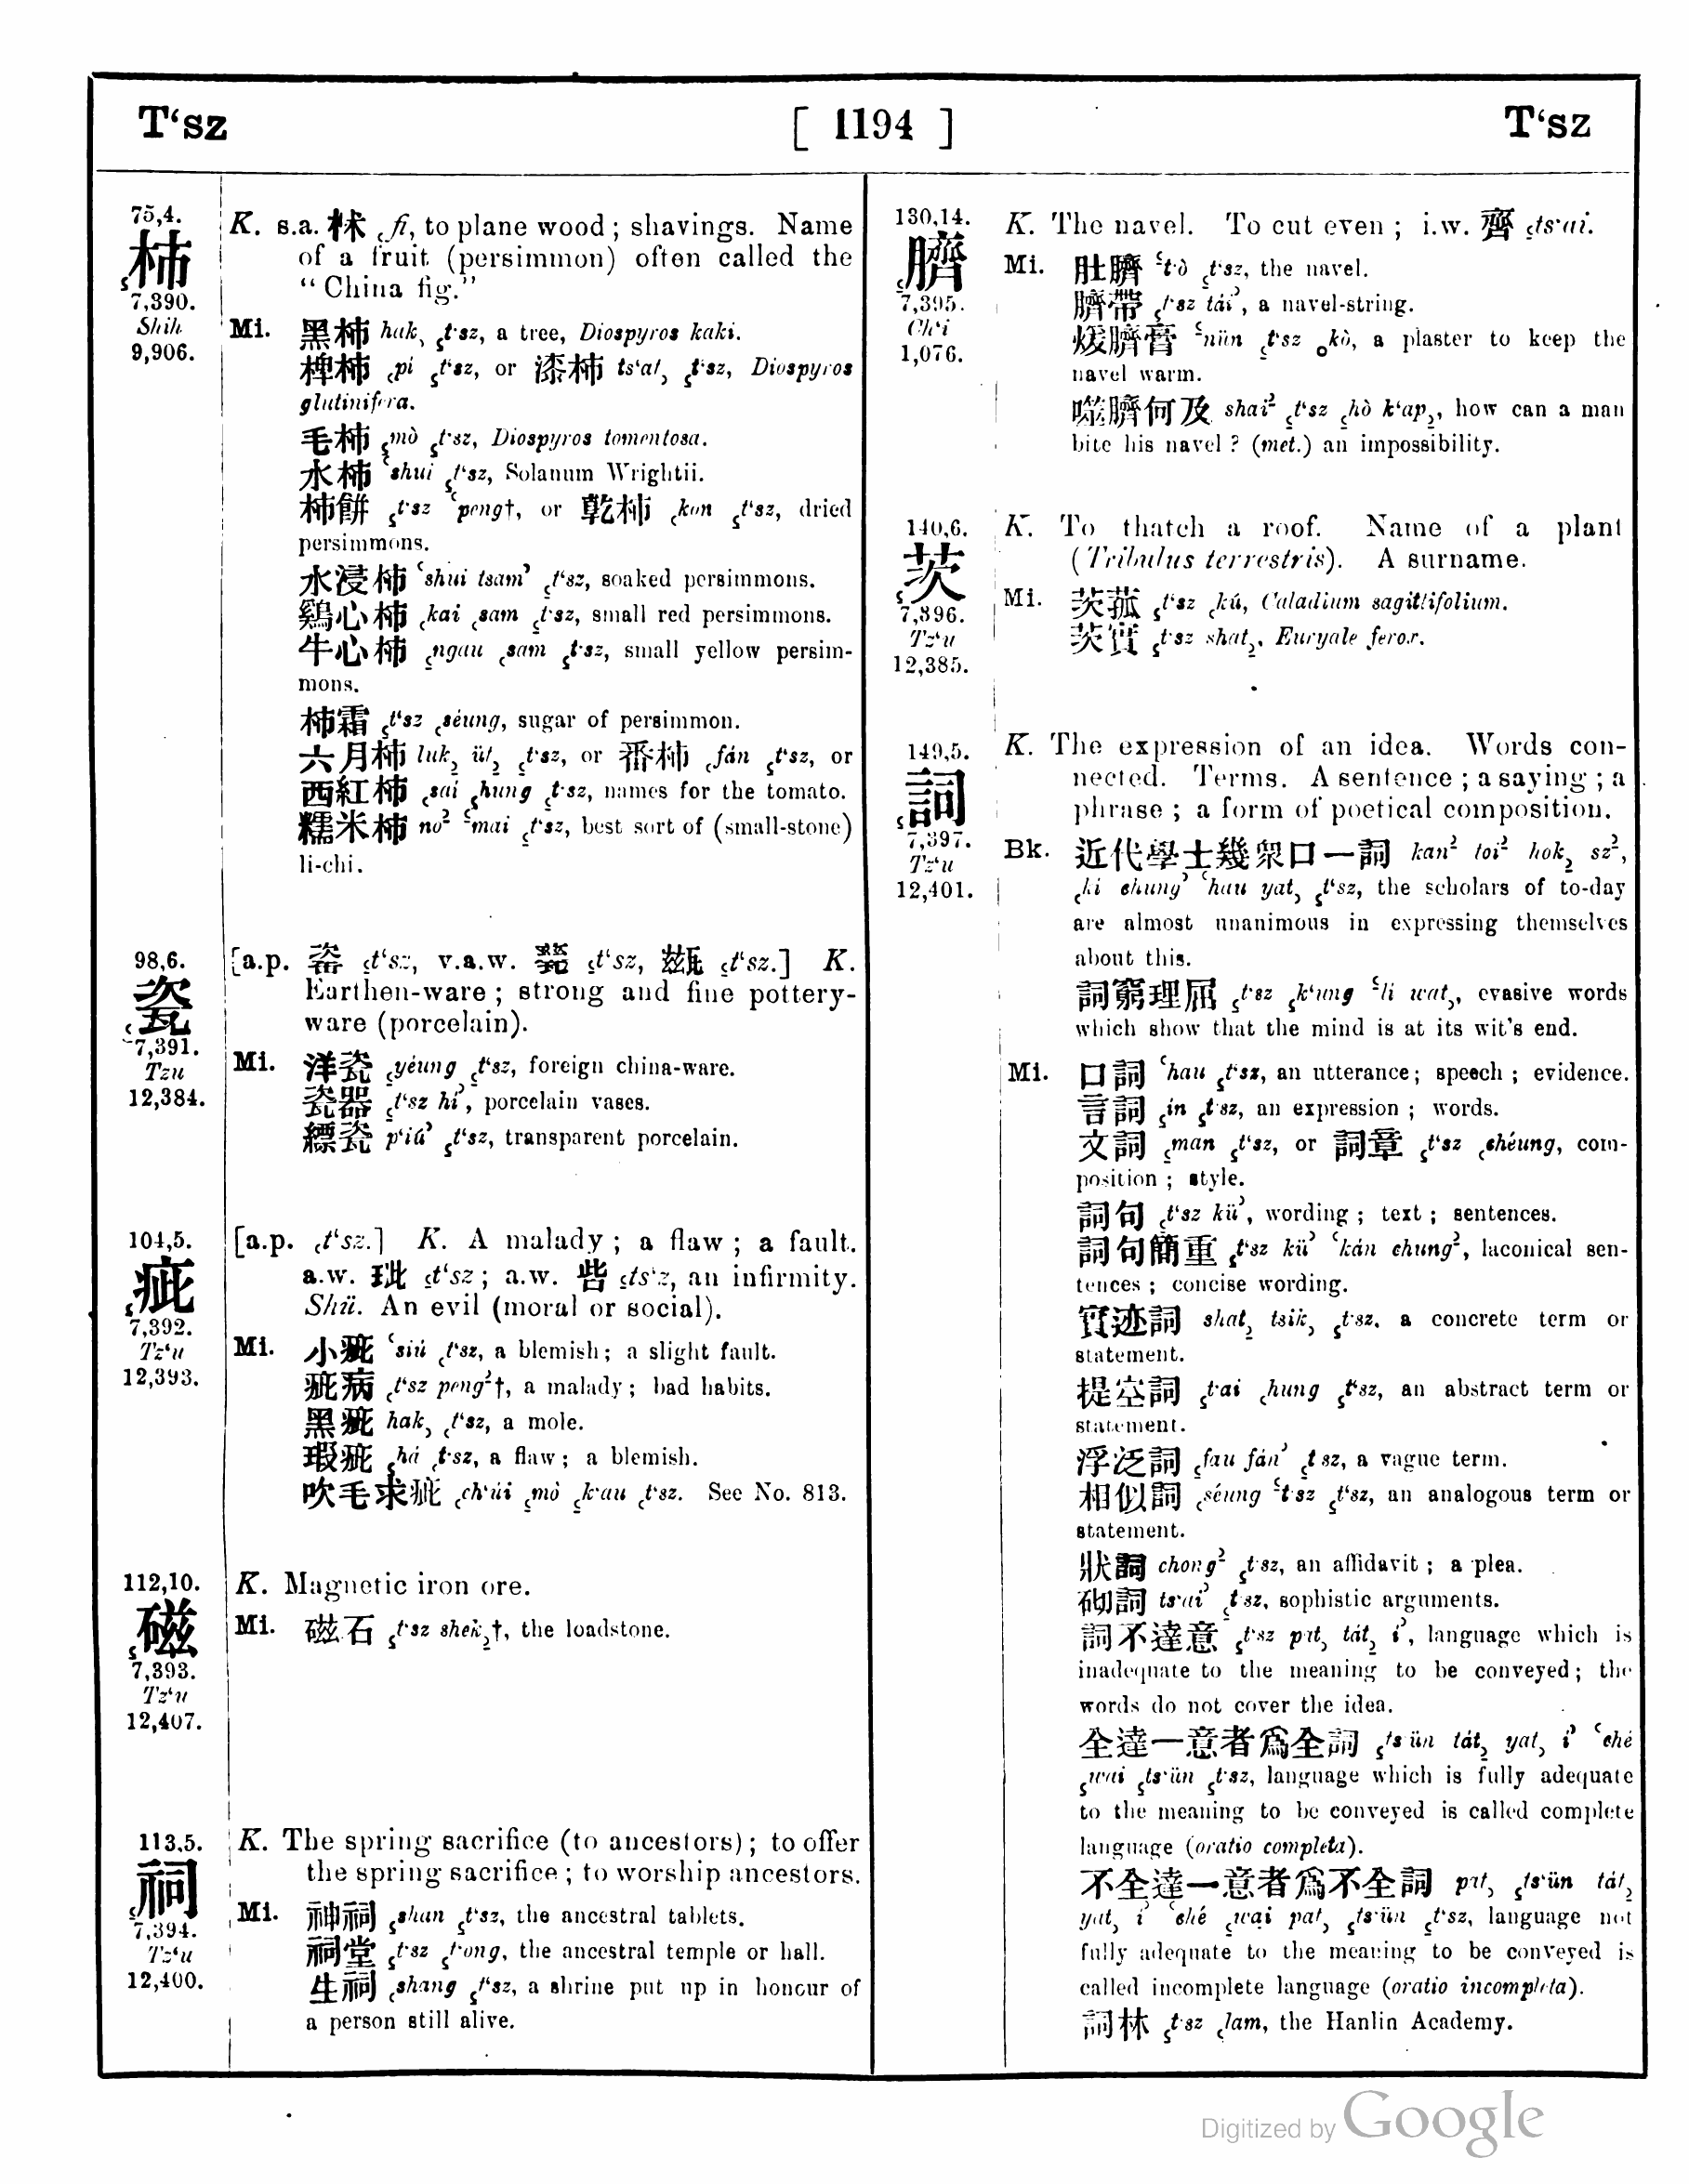 T‘sz [ 1194 ] T‘sz
75,4.
柿
7,390.
Shih
9,906.
K. s.a. 柹 ꜀fi, to plane wood; shavings. Name
of a fruit (persimmon) often called the
“China fig.”
Mi. 黑柿 hak, ꜁t‘sz, a tree, Diospyros kaki.
椑柿 ꜀pi ꜁t‘sz, or 漆柿 ts‘at, ꜁t‘sz, Diospyros
glutinifera.
毛柿 ꜁mò ꜁t‘sz, Diospyros tomentosa.
水柿 ꜂shui ꜁t‘sz, Solanum Wrightii.
柿餅 ꜁t‘sz ꜂peng†, or 乾柿 ꜀kon ꜁t‘sz, dried
persimmons.
水浸柿 ꜂shui tsam꜄ ꜁t‘sz, soaked persimmons.
鷄心柿 ꜀kai ꜀sam ꜁t‘sz, small red persimmons.
牛心柿 ꜁ngau ꜀sam ꜁t‘sz, small yellow persim-
mons.
柿霜 ꜁t‘sz ꜀séung, sugar of persimmon.
六月柿 luk꜇ üt꜇ ꜁t‘sz, or 番柿 ꜀fán ꜁t‘sz, or
西紅柿 ꜀sai ꜁hung ꜁t‘sz, names for the tomato.
糯米柿 no꜅ ꜃mai ꜁t‘sz, best sort of (small-stone)
li-chi.
98,6.
瓷
7,391.
Tzu
12,384.
[a.p. ꜁t‘sz, v.a.w. ꜁t‘sz, ꜁t‘sz.] K.
Earthen-ware; strong and fine pottery-
ware (porcelain).
Mi. 洋瓷 ꜁yéung ꜁t‘sz, foreign china-ware.
瓷器 ꜁t‘sz hí꜄, porcelain vases.
縹瓷 p‘iú꜄ ꜁t‘sz, transparent porcelain.
104,5.
疵
7,392.
Tz‘u
12,393.
[a.p. ꜀t‘sz.] K. A malady; a flaw; a fault.
a.w. 玼 ꜁t‘sz; a.w. 呰 ꜁ts‘z, an infirmity.
Shü. An evil (moral or social).
Mi. 小疵 ꜂siú ꜀t‘sz, a blemish; a slight fault.
疵病 ꜀t‘sz peng꜅†, a malady; bad habits.
黑疵 hak, ꜀t‘sz, a mole.
瑕疵 ꜁há ꜀t‘sz, a flaw; a blemish.
吹毛求疵 ꜀ch‘úi ꜁mò ꜁k‘au ꜀t‘sz. See No. 813.
112,10.
磁
7,393.
Tz‘u
12,407.
K. Magnetic iron ore.
Mi. 磁石 ꜁t‘sz shek꜇†, the loadstone.
113,5.
祠
7,394.
Tz‘u
12,400.
K. The spring sacrifice (to ancestors); to offer
the spring sacrifice; to worship ancestors.
Mi. 神祠 ꜁shan ꜁t‘sz, the ancestral tablets.
祠堂 ꜁t‘sz ꜁t‘ong, the ancestral temple or hall.
生祠 ꜀shang ꜁t‘sz, a shrine put up in honour of
a person still alive.
130,14.
臍
7,395.
Ch‘i
1,076.
K. The navel. To cut even; i.w. 齊 ꜁ts‘ai.
Mi. 肚臍 ꜃t‘ò ꜁t‘sz, the navel.
臍帶 ꜁t‘sz tái꜄, a navel-string.
煖臍膏 ꜃nün ꜁t‘sz ꜀kò, a plaster to keep the
navel warm.
噬臍何及 shai꜅ ꜁t‘sz ꜁hò k‘ap꜇, how can a man
bite his navel? (met.) an impossibility.
140,6.
茨
7,396.
Tz‘u
12,385.
K. To thatch a roof. Name of a plant
(Tribulus terrestris). A surname.
Mi. 茨菰 ꜁t‘sz ꜀kú, Caladium sagittifolium.
茨實 ꜁t‘sz shat꜇, Euryale ferox.
149,5.
詞
7,397.
Tz‘u
12,401.
K. The expression of an idea. Words con-
nected. Terms. A sentence; a saying; a
phrase; a form of poetical composition.
Bk. 近代學士幾衆口一詞 kan꜅ toi꜅ hok꜇ sz꜅,
꜀ki chung꜄ ꜂hau yat, ꜁t‘sz, the scholars of to-day
are almost unanimous in expressing themselves
about this.
詞窮理屈 ꜁t‘sz ꜁k‘ung ꜃li wat꜇, evasive words
which show that the mind is at its wit's end.
Mi. 口詞 ꜂hau ꜁t‘sz, an utterance; speech; evidence.
言詞 ꜁in ꜁t‘sz, an expression; words.
文詞 ꜁man ꜁t‘sz, or 詞章 ꜁t‘sz ꜀chéung, com-
position; style.
詞句 ꜁t‘sz kü꜄, wording; text; sentences.
詞句簡重 ꜁t‘sz kü꜄ ꜂kán chung꜅, laconical sen-
tences; concise wording.
實迹詞 shat꜇ tsik, ꜁t‘sz, a concrete term or
statement.
提空詞 ꜁t‘ai ꜀hung ꜁t‘sz, an abstract term or
statement.
浮泛詞 ꜁fau fán꜄ ꜁t‘sz, a vague term.
相似詞 ꜀séung ꜃t‘sz ꜁t‘sz, an analogous term or
statement.
狀詞 chong꜅ ꜁t‘sz, an affidavit; a plea.
砌詞 ts‘ai꜄ ꜁t‘sz, sophistic arguments.
詞不達意 ꜁t‘sz pat, tát꜇ í꜄, language which is
inadequate to the meaning to be conveyed; the
words do not cover the idea.
全達一意者爲全詞 ꜁ts‘ün tát꜇ yat, í꜄ ꜂ché
꜁wai ꜁ts‘ün ꜁t‘sz, language which is fully adequate
to the meaning to be conveyed is called complete
language (oratio completa).
不全達一意者爲不全詞 pat, ꜁ts‘ün tát꜇
yat, í꜄ ꜂ché ꜁wai pat, ꜁ts‘ün ꜁t‘sz, language not
fully adequate to the meaning to be conveyed is
called incomplete language (oratio incompleta).
詞林 ꜁t‘sz ꜁lam, the Hanlin Academy.
Digitized by Google